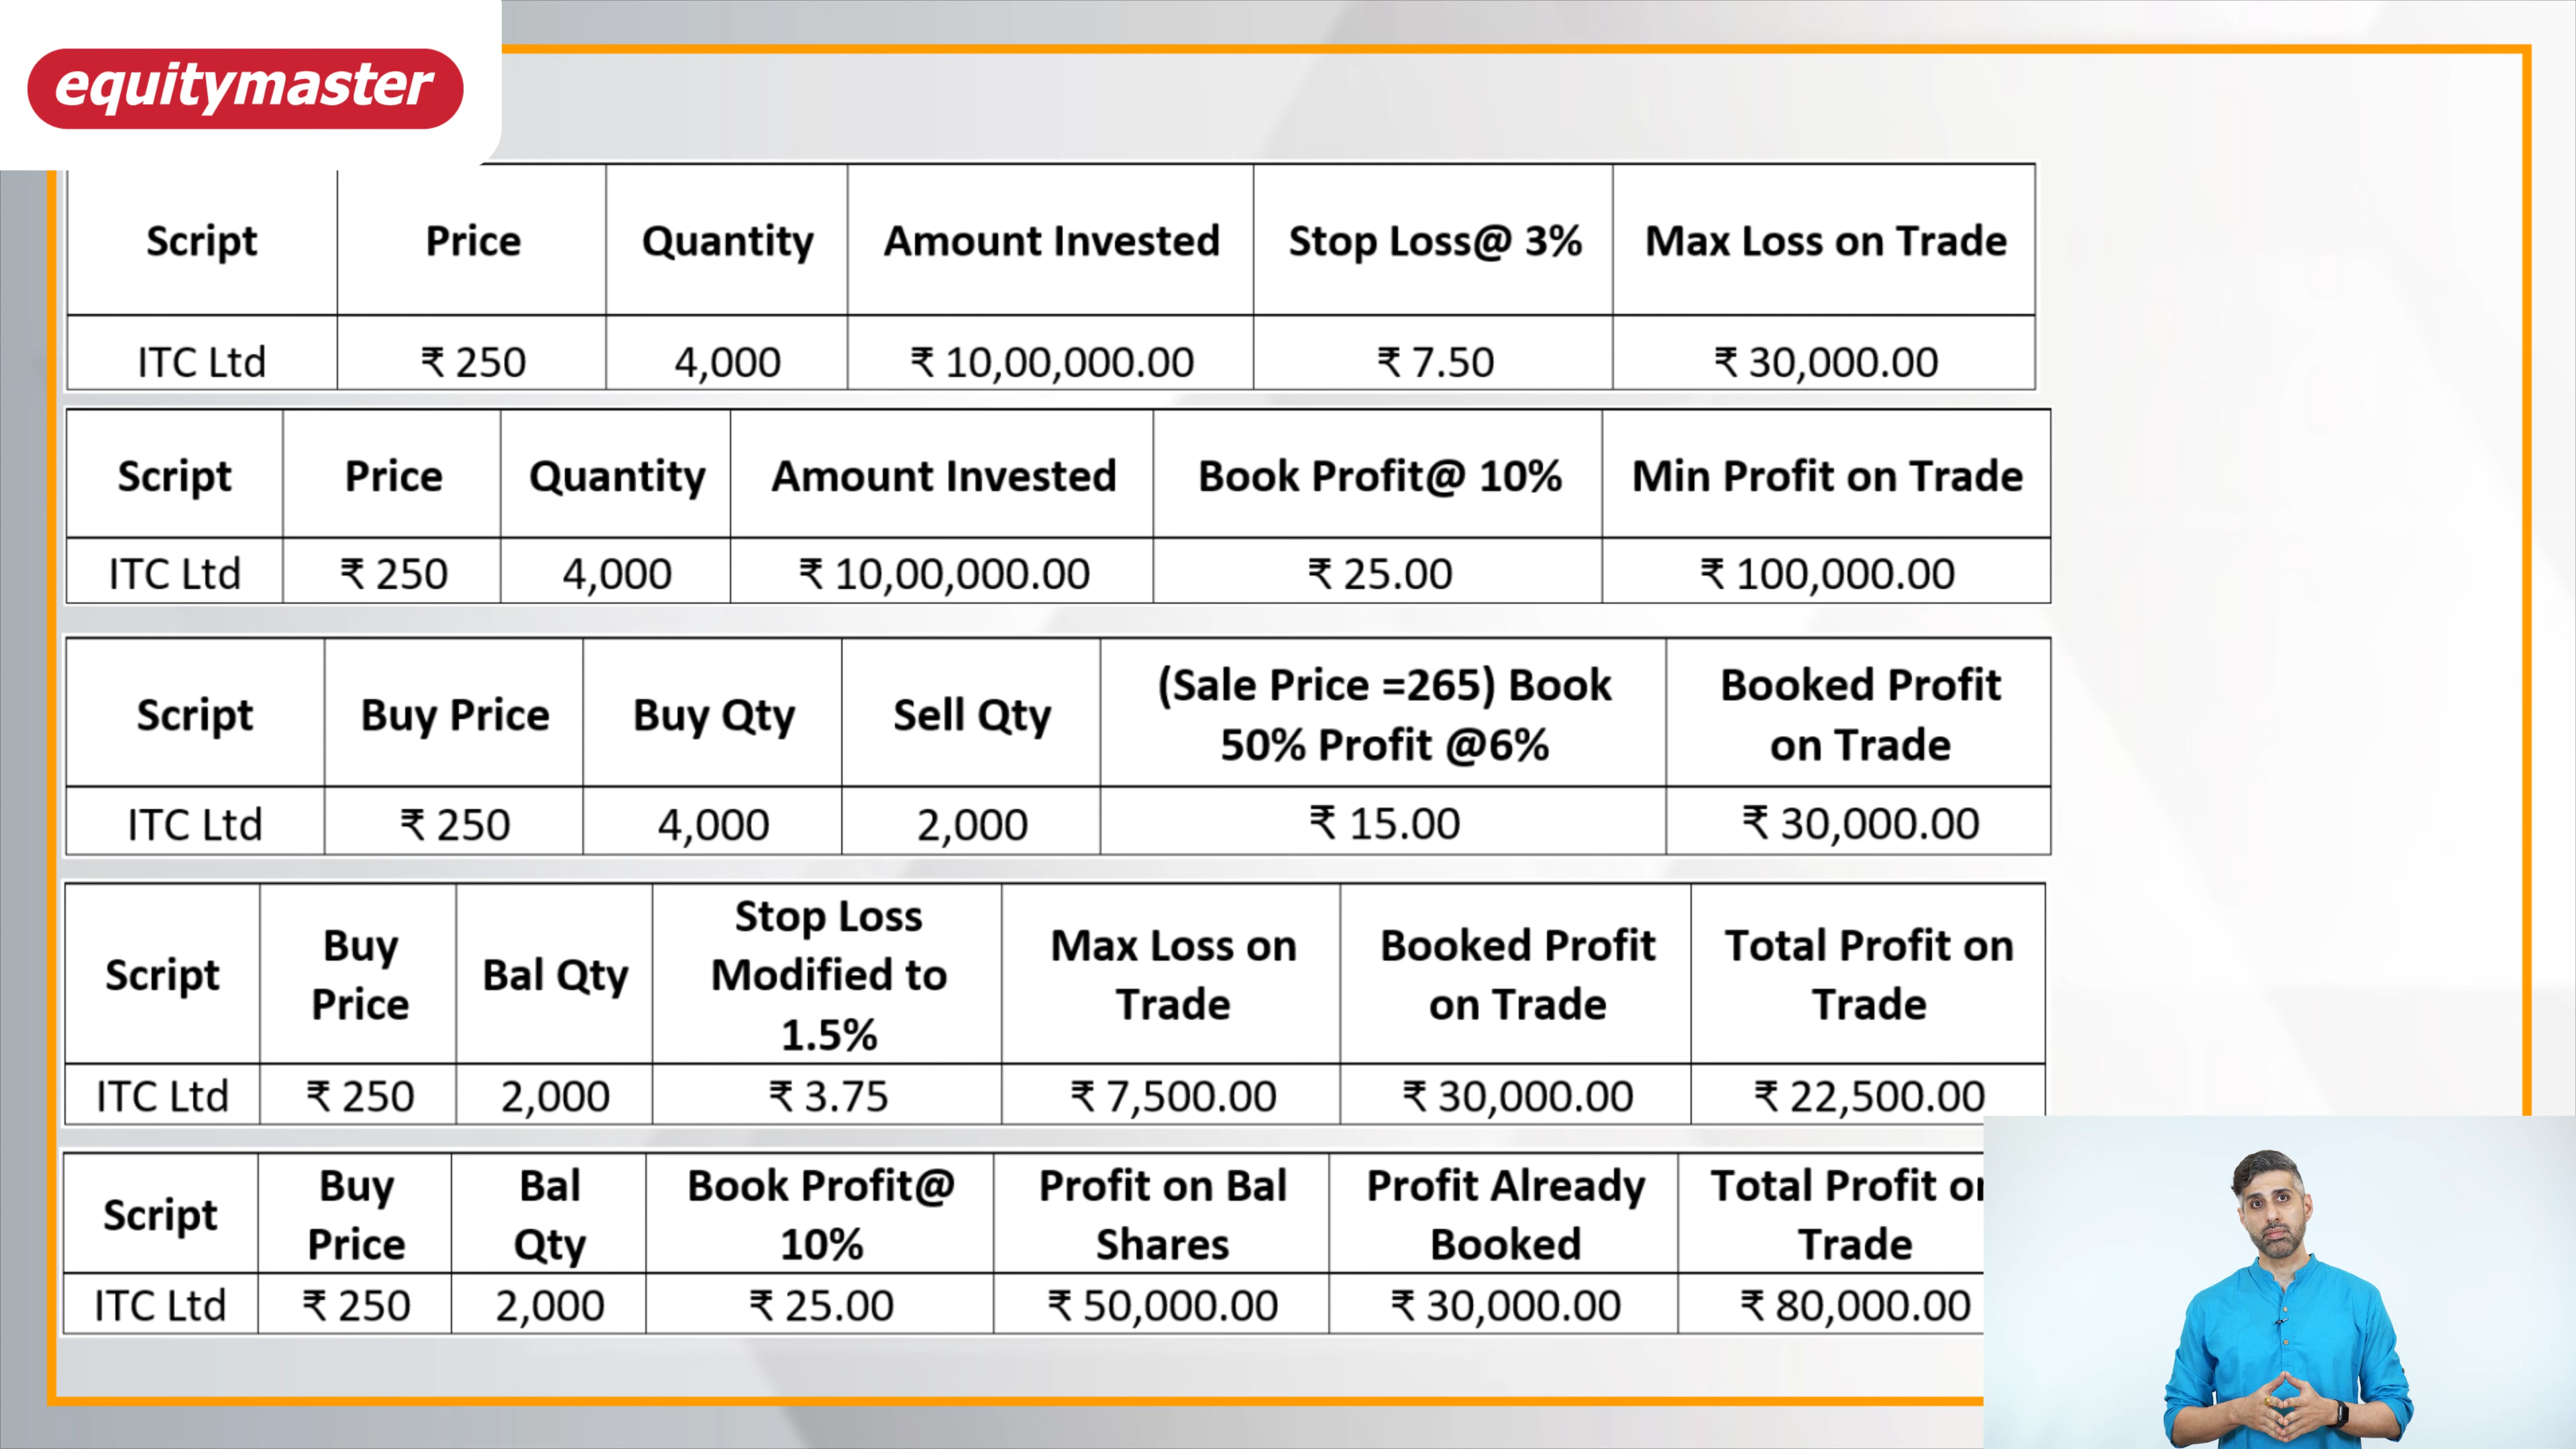 equitymaster
Script Price Quantity Amount Invested Stop Loss@ 3% Max Loss on Trade
ITC Ltd ₹ 250 4,000 ₹ 10,00,000.00 ₹ 7.50 ₹ 30,000.00
Script Price Quantity Amount Invested Book Profit@ 10% Min Profit on Trade
ITC Ltd ₹ 250 4,000 ₹ 10,00,000.00 ₹ 25.00 ₹ 100,000.00
Script Buy Price Buy Qty Sell Qty (Sale Price =265) Book 50% Profit @6% Booked Profit on Trade
ITC Ltd ₹ 250 4,000 2,000 ₹ 15.00 ₹ 30,000.00
Script Buy Price Bal Qty Stop Loss Modified to 1.5% Max Loss on Trade Booked Profit on Trade Total Profit on Trade
ITC Ltd ₹ 250 2,000 ₹ 3.75 ₹ 7,500.00 ₹ 30,000.00 ₹ 22,500.00
Script Buy Price Bal Qty Book Profit@ 10% Profit on Bal Shares Profit Already Booked Total Profit Trade
ITC Ltd ₹ 250 2,000 ₹ 25.00 ₹ 50,000.00 ₹ 30,000.00 ₹ 80,000.00